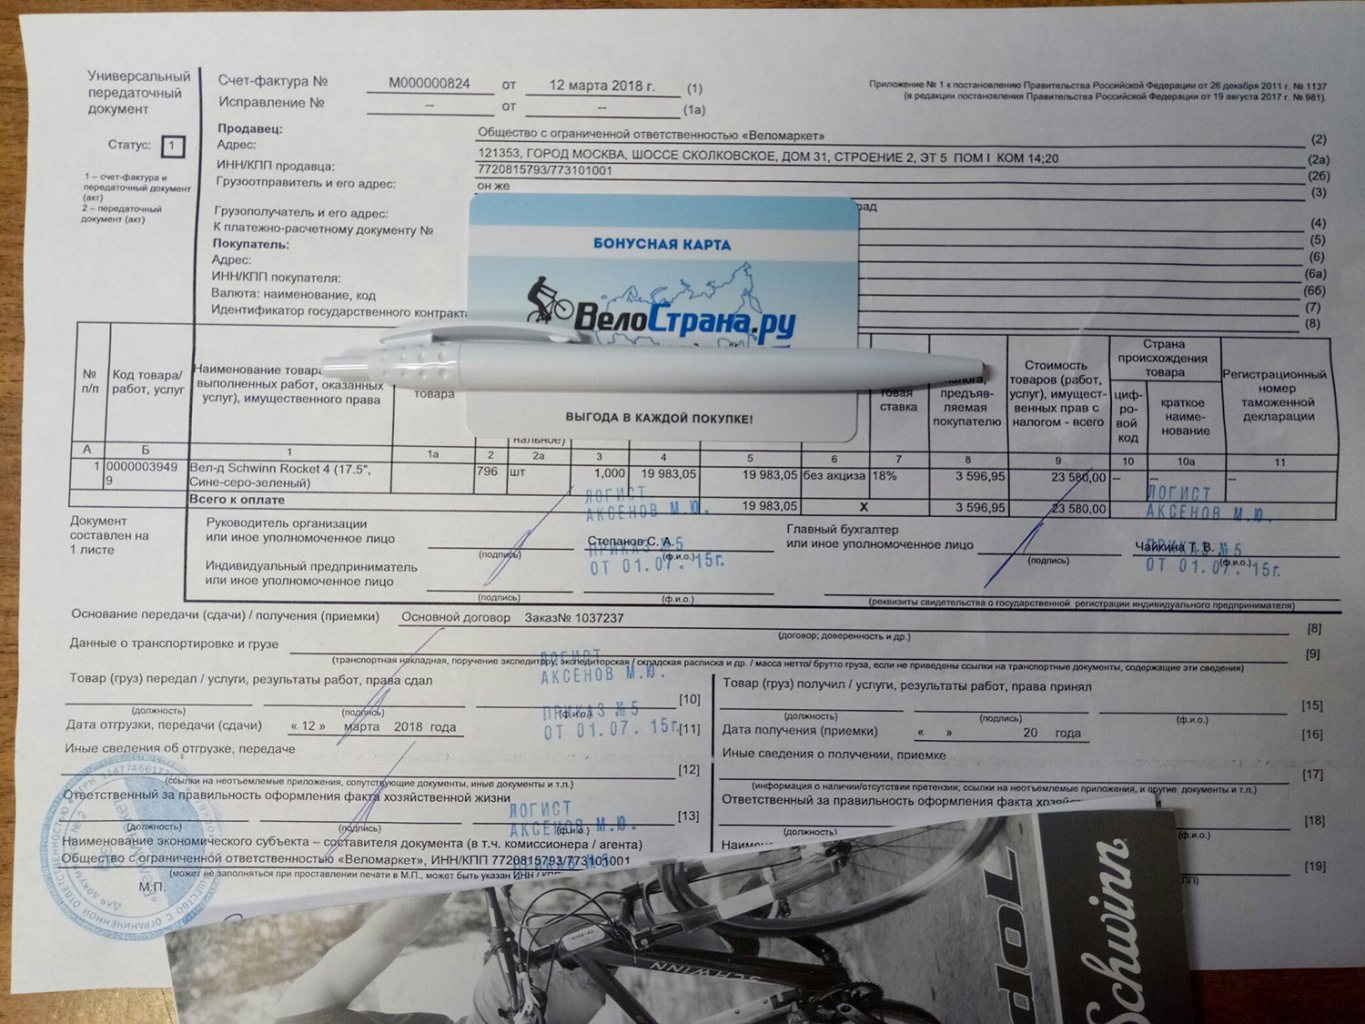 Универсальный
передаточный
документ
Статус: 1
1 – счет-фактура и
передаточный документ
(акт)
2 – передаточный
документ (акт)
Счет-фактура № М000000824 от 12 марта 2018 г. (1)
Исправление № -- от -- (1а)
Приложение № 1 к постановлению Правительства Российской Федерации от 26 декабря 2011 г. № 1137
(в редакции постановления Правительства Российской Федерации от 19 августа 2017 г. № 981).
Продавец: Общество с ограниченной ответственностью «Веломаркет» (2)
Адрес: 121353, ГОРОД МОСКВА, ШОССЕ СКОЛКОВСКОЕ, ДОМ 31, СТРОЕНИЕ 2, ЭТ 5 ПОМ I КОМ 14;20 (2а)
ИНН/КПП продавца: 7720815793/773101001 (2б)
Грузоотправитель и его адрес: он же (3)
Грузополучатель и его адрес: рад (4)
К платежно-расчетному документу № (5)
Покупатель: (6)
Адрес: (6а)
ИНН/КПП покупателя: (6б)
Валюта: наименование, код (7)
Идентификатор государственного контракта (8)
БОНУСНАЯ КАРТА
ВелоСтрана.ру
ВЫГОДА В КАЖДОЙ ПОКУПКЕ!
№
п/п
Код товара/
работ, услуг
Наименование товара
выполненных работ, оказанных
услуг), имущественного права
товара
ставка
предъяв-
ляемая
покупателю
Стоимость
товаров (работ,
услуг), имущест-
венных прав с
налогом - всего
Страна
происхождения
товара
циф-
ро-
вой
код
краткое
наиме-
нование
Регистрационный
номер
таможенной
декларации
А Б 1 1а 2 2а 3 4 5 6 7 8 9 10 10а 11
1 0000003949 Вел-д Schwinn Rocket 4 (17.5", 796 шт 1,000 19 983,05 19 983,05 без акциза 18% 3 596,95 23 580,00 -- -- --
9 Сине-серо-зеленый)
Всего к оплате 19 983,05 Х 3 596,95 23 580,00
Документ
составлен на
1 листе
Руководитель организации
или иное уполномоченное лицо Степанов С. А.
(подпись) (ф.и.о.)
Главный бухгалтер
или иное уполномоченное лицо Чайкина Т. В.
(подпись) (ф.и.о.)
ЛОГИСТ
АКСЕНОВ М.Ю.
ПРИКАЗ №5
ОТ 01.07.15г.
ЛОГИСТ
АКСЕНОВ М.Ю.
ПРИКАЗ №5
ОТ 01.07.15г.
Индивидуальный предприниматель
или иное уполномоченное лицо
(подпись) (ф.и.о.)
(реквизиты свидетельства о государственной регистрации индивидуального предпринимателя)
Основание передачи (сдачи) / получения (приемки) Основной договор Заказ№ 1037237 [8]
(договор; доверенность и др.)
Данные о транспортировке и грузе [9]
(транспортная накладная, поручение экспедитору, экспедиторская / складская расписка и др. / масса нетто/ брутто груза, если не приведены ссылки на транспортные документы, содержащие эти сведения)
Товар (груз) передал / услуги, результаты работ, права сдал
[10]
(должность) (подпись) (ф.и.о.)
Дата отгрузки, передачи (сдачи) « 12 » марта 2018 года [11]
ЛОГИСТ
АКСЕНОВ М.Ю.
ПРИКАЗ №5
ОТ 01.07.15г.
Иные сведения об отгрузке, передаче
[12]
(ссылки на неотъемлемые приложения, сопутствующие документы, иные документы и т.п.)
Ответственный за правильность оформления факта хозяйственной жизни
[13]
(должность) (подпись) (ф.и.о.)
ЛОГИСТ
АКСЕНОВ М.Ю.
ПРИКАЗ №5
Наименование экономического субъекта – составителя документа (в т.ч. комиссионера / агента)
Общество с ограниченной ответственностью «Веломаркет», ИНН/КПП 7720815793/773101001
(может не заполняться при проставлении печати в М.П., может быть указан ИНН / КПП
М.П.
Товар (груз) получил / услуги, результаты работ, права принял
[15]
(должность) (подпись) (ф.и.о.)
Дата получения (приемки) « » 20 года [16]
Иные сведения о получении, приемке
[17]
(информация о наличии/отсутствии претензии; ссылки на неотъемлемые приложения, и другие документы и т.п.)
Ответственный за правильность оформления факта хозяй
[18]
(должность) (ф.и.о.)
[19]
SCHWINN
Schwinn